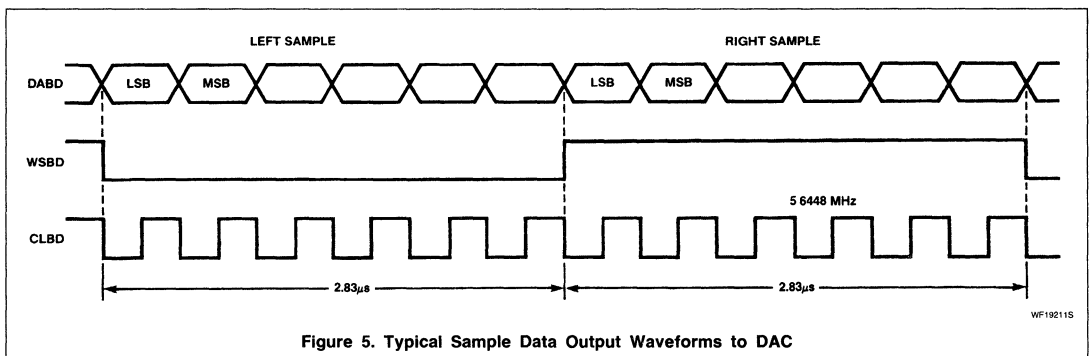 LEFT SAMPLE RIGHT SAMPLE
DABD LSB MSB LSB MSB
WSBD
5 6448 MHz
CLBD
2.83μs 2.83μs
WF19211S
Figure 5. Typical Sample Data Output Waveforms to DAC